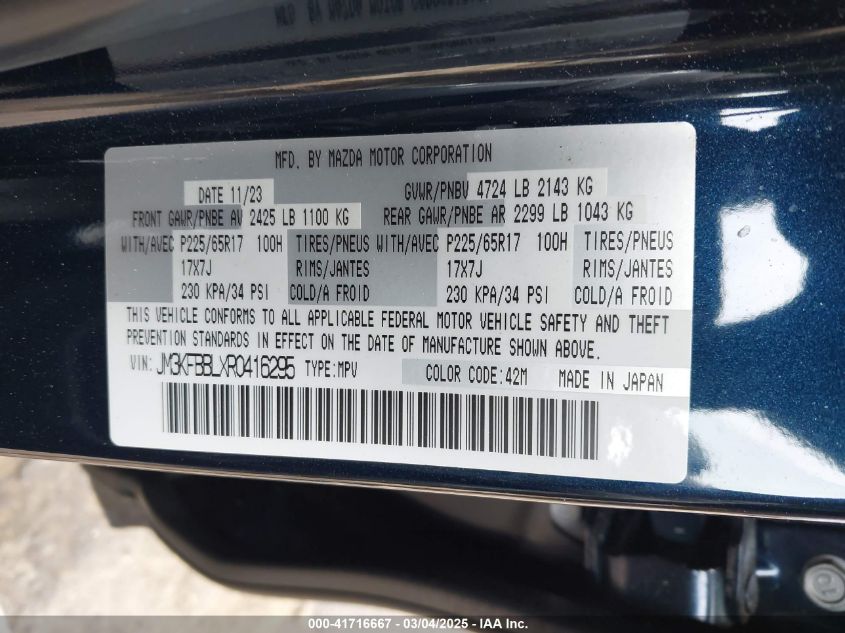 MFD. BY MAZDA MOTOR CORPORATION
DATE 11/23 GVWR/PNBV 4724 LB 2143 KG
FRONT GAWR/PNBE AV 2425 LB 1100 KG REAR GAWR/PNBE AR 2299 LB 1043 KG
WITH/AVEC P225/65R17 100H TIRES/PNEUS WITH/AVEC P225/65R17 100H TIRES/PNEUS
17X7J RIMS/JANTES 17X7J RIMS/JANTES
230 KPA/34 PSI COLD/A FROID 230 KPA/34 PSI COLD/A FROID
THIS VEHICLE CONFORMS TO ALL APPLICABLE FEDERAL MOTOR VEHICLE SAFETY AND THEFT
PREVENTION STANDARDS IN EFFECT ON THE DATE OF MANUFACTURE SHOWN ABOVE.
VIN: JM3KFBBLXR0416295 TYPE:MPV COLOR CODE:42M MADE IN JAPAN
000-41716667 - 03/04/2025 - IAA Inc.